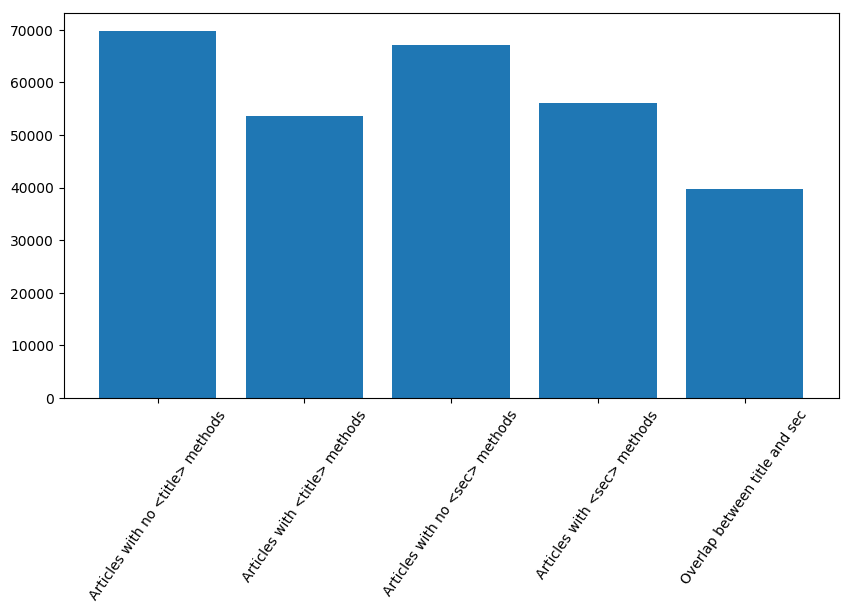 70000
60000
50000
40000
30000
20000
10000
0
Articles with no <title> methods
Articles with <title> methods
Articles with no <sec> methods
Articles with <sec> methods
Overlap between title and sec